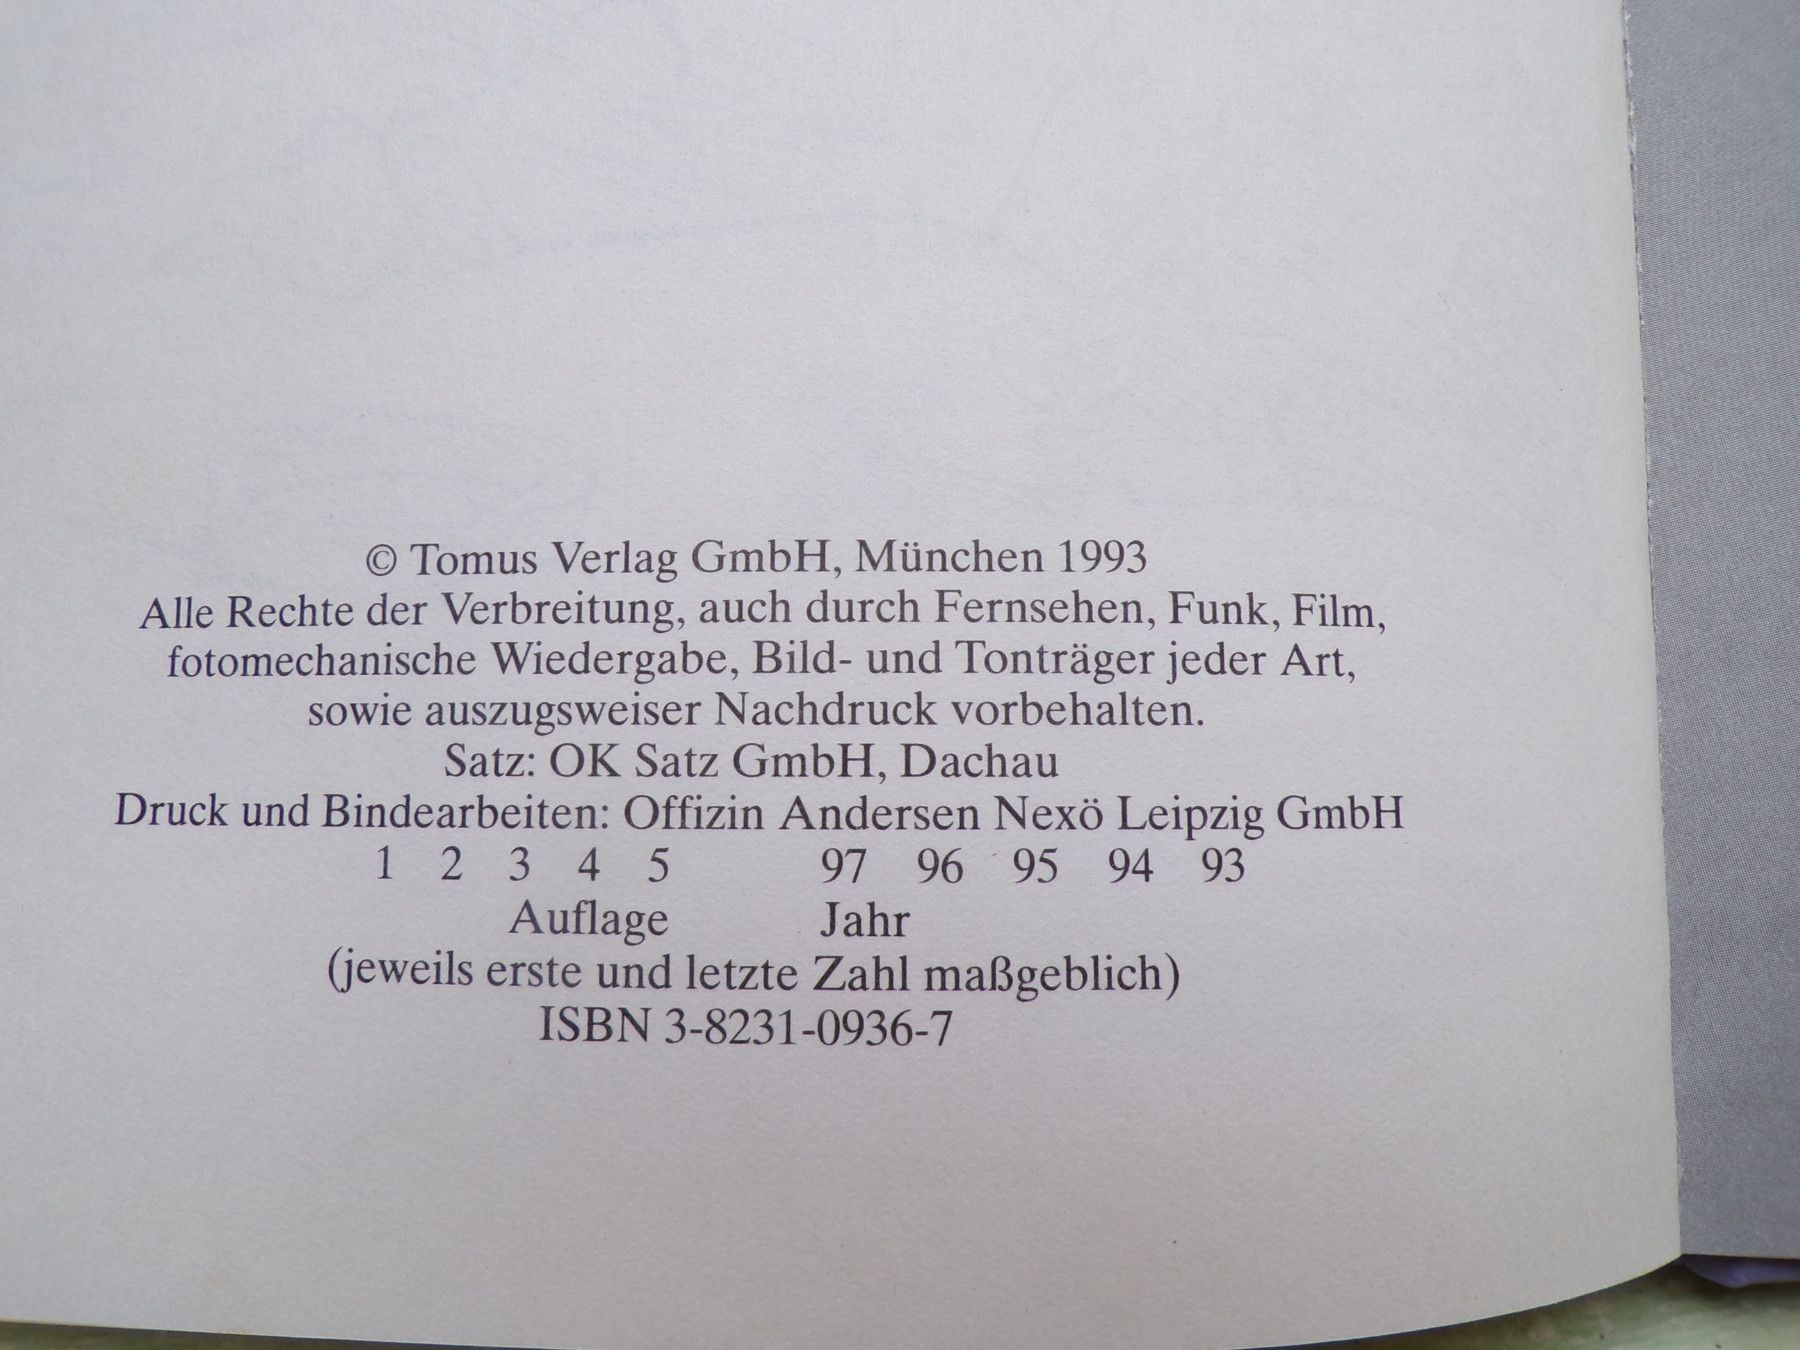 © Tomus Verlag GmbH, München 1993
Alle Rechte der Verbreitung, auch durch Fernsehen, Funk, Film,
fotomechanische Wiedergabe, Bild- und Tonträger jeder Art,
sowie auszugsweiser Nachdruck vorbehalten.
Satz: OK Satz GmbH, Dachau
Druck und Bindearbeiten: Offizin Andersen Nexö Leipzig GmbH
1 2 3 4 5 97 96 95 94 93
Auflage Jahr
(jeweils erste und letzte Zahl maßgeblich)
ISBN 3-8231-0936-7